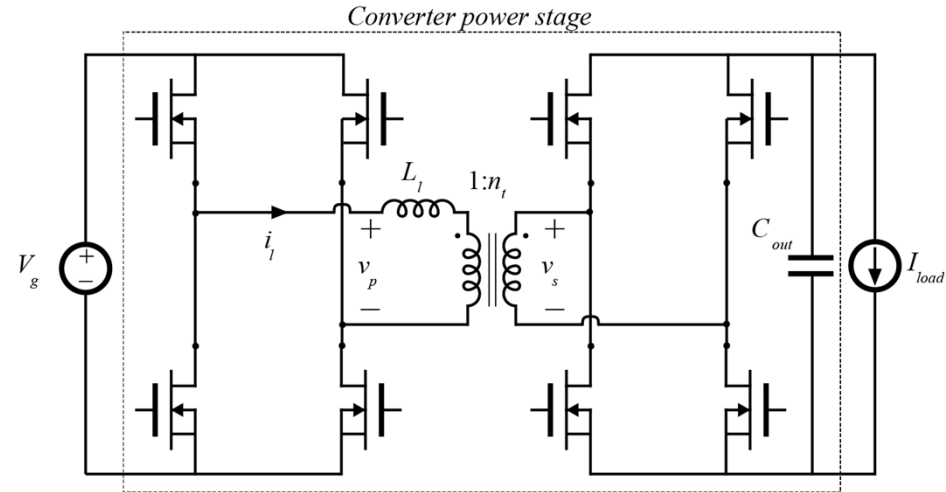 Converter power stage
L_l
1:n_t
i_l
+
v_p
−
+
v_s
−
C_out
V_g
+
−
I_load